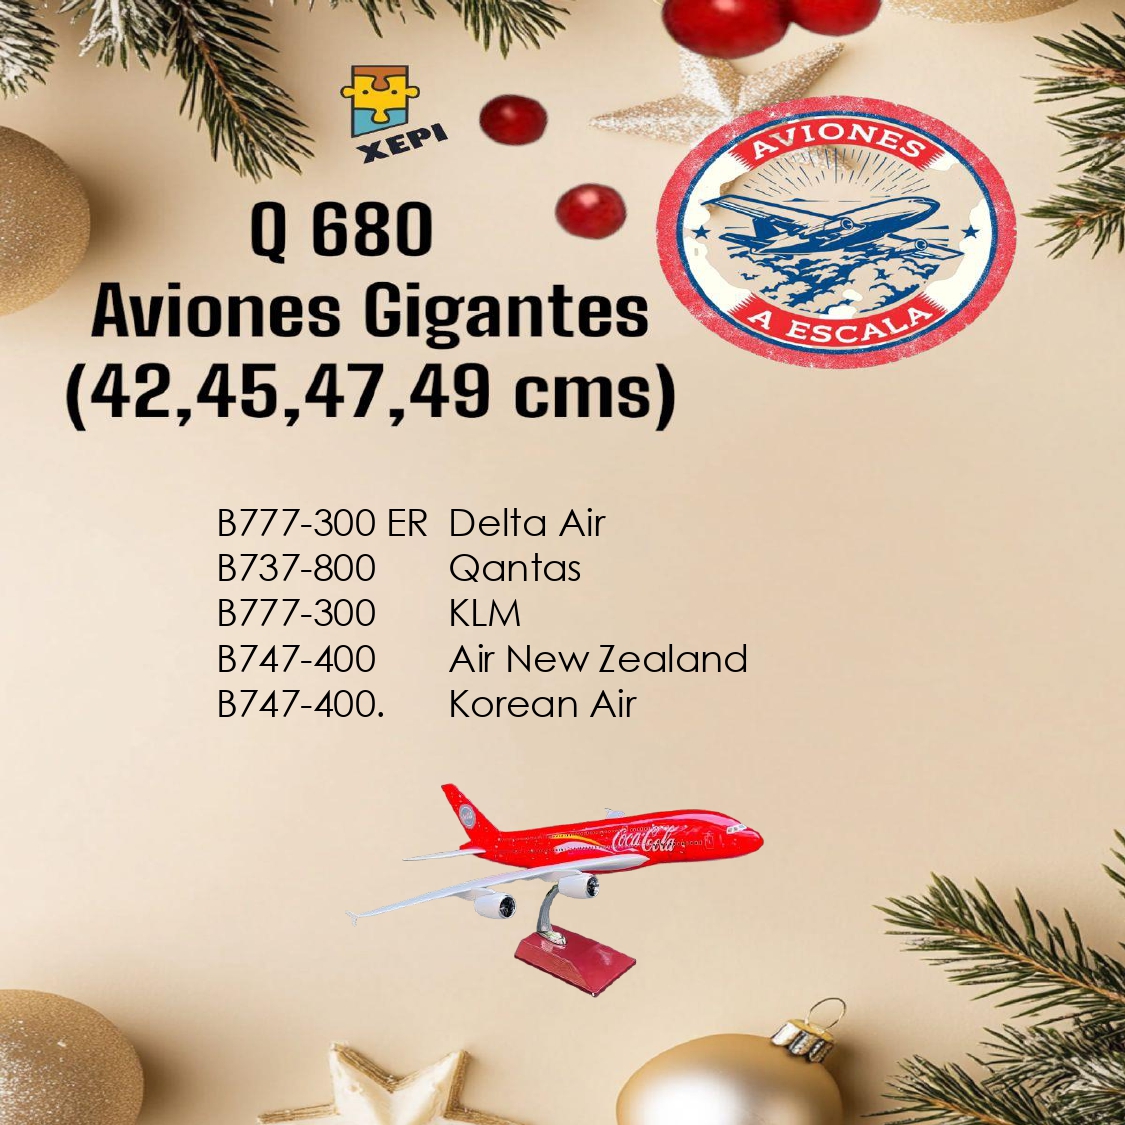 XEPI
AVIONES
A ESCALA
Q 680
Aviones Gigantes
(42,45,47,49 cms)
B777-300 ER Delta Air
B737-800 Qantas
B777-300 KLM
B747-400 Air New Zealand
B747-400. Korean Air
Coca-Cola